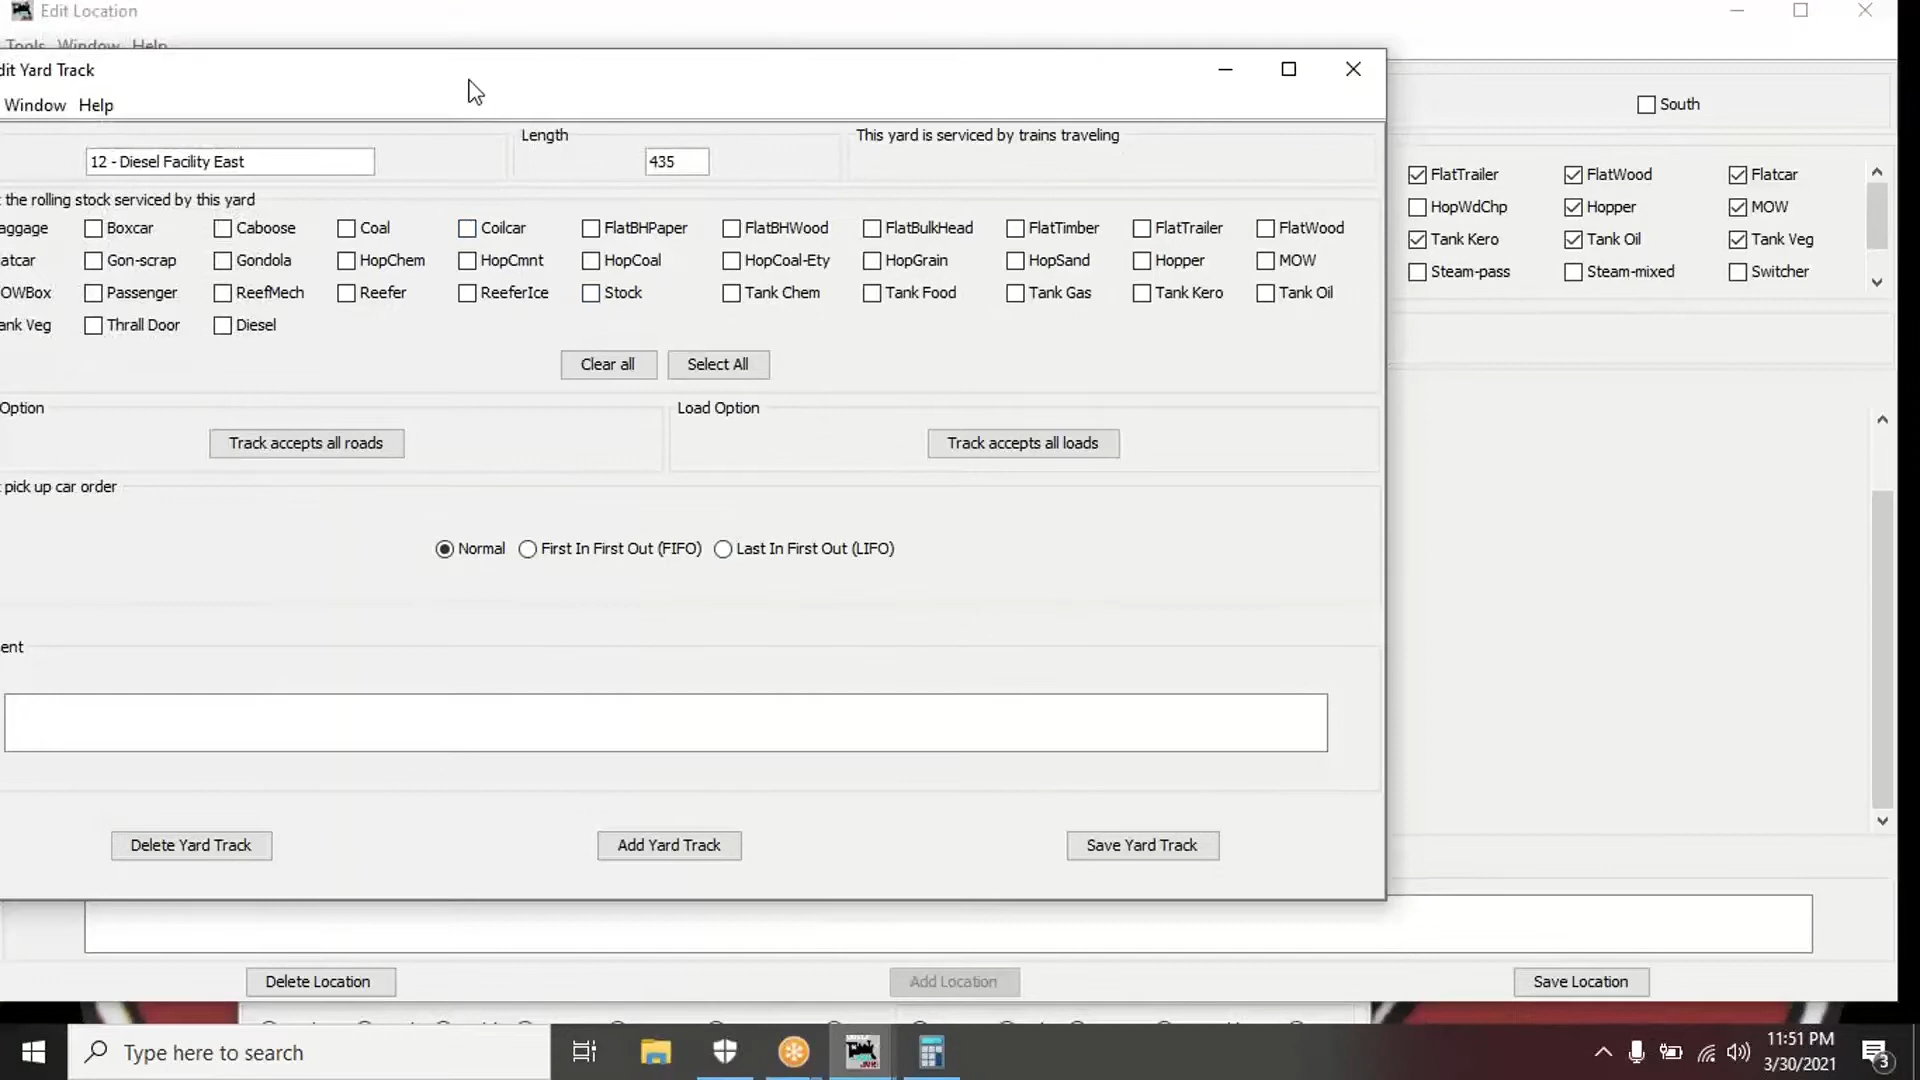 Edit Location
Tools Window Help
dit Yard Track
Window Help
South
Length
This yard is serviced by trains traveling
12 - Diesel Facility East
435
FlatTrailer FlatWood Flatcar
the rolling stock serviced by this yard
HopWdChp Hopper MOW
aggage Boxcar Caboose Coal Coilcar FlatBHPaper FlatBHWood FlatBulkHead FlatTimber FlatTrailer FlatWood
Tank Kero Tank Oil Tank Veg
atcar Gon-scrap Gondola HopChem HopCmnt HopCoal HopCoal-Ety HopGrain HopSand Hopper MOW
Steam-pass Steam-mixed Switcher
OWBox Passenger ReefMech Reefer ReeferIce Stock Tank Chem Tank Food Tank Gas Tank Kero Tank Oil
ank Veg Thrall Door Diesel
Clear all Select All
Option
Load Option
Track accepts all roads
Track accepts all loads
pick up car order
Normal First In First Out (FIFO) Last In First Out (LIFO)
ent
Delete Yard Track Add Yard Track Save Yard Track
Delete Location Add Location Save Location
Type here to search
11:51 PM
3/30/2021
3